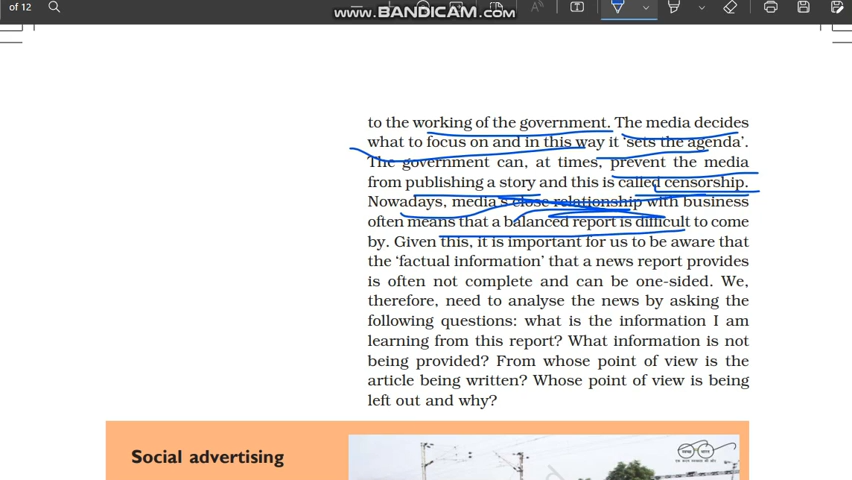 of 12
www.BANDICAM.com
to the working of the government. The media decides
what to focus on and in this way it ‘sets the agenda’.
The government can, at times, prevent the media
from publishing a story and this is called censorship.
Nowadays, media’s close relationship with business
often means that a balanced report is difficult to come
by. Given this, it is important for us to be aware that
the ‘factual information’ that a news report provides
is often not complete and can be one-sided. We,
therefore, need to analyse the news by asking the
following questions: what is the information I am
learning from this report? What information is not
being provided? From whose point of view is the
article being written? Whose point of view is being
left out and why?
Social advertising